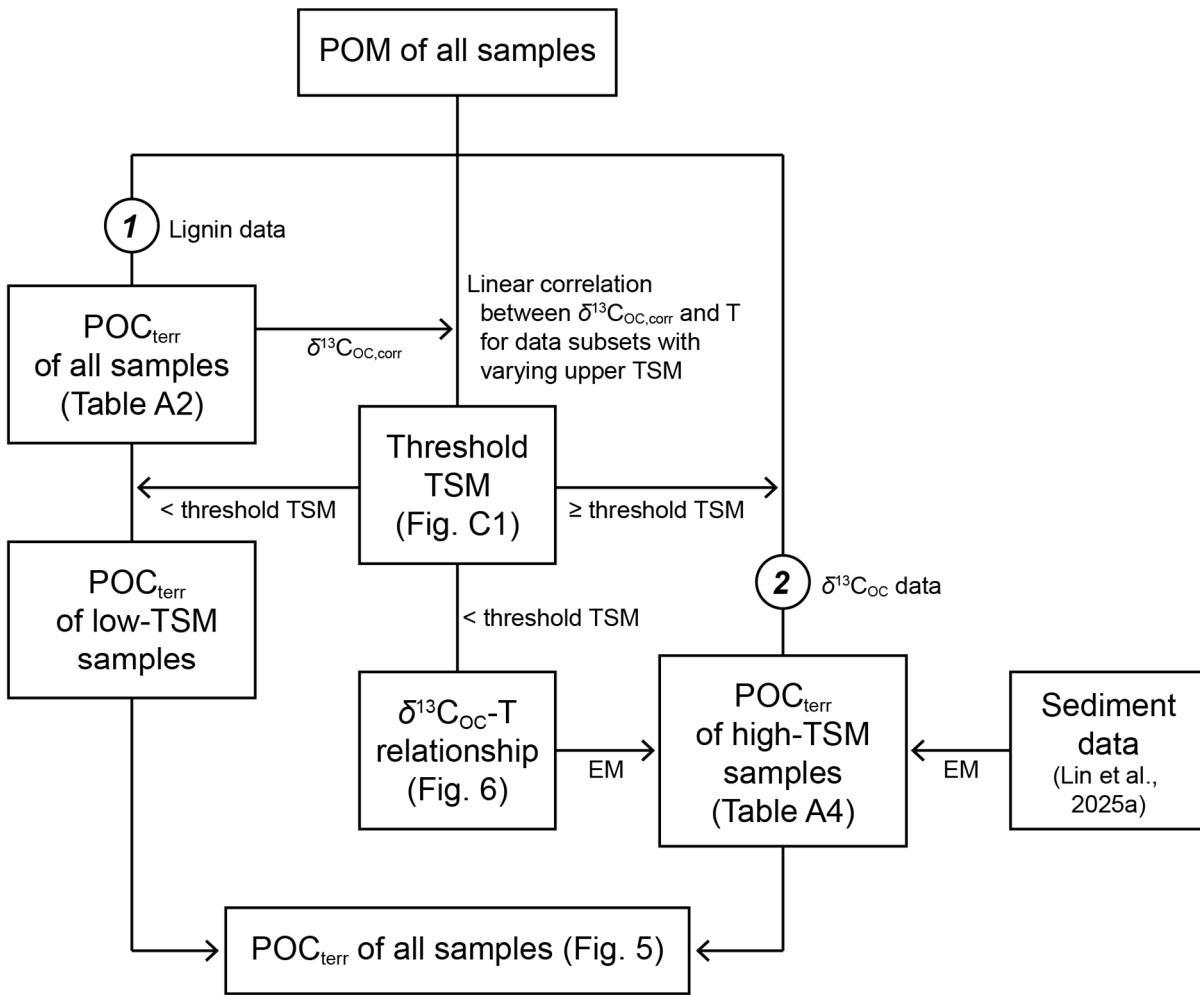 POM of all samples
1
Lignin data
POCterr
of all samples
(Table A2)
δ¹³COC,corr
Linear correlation
between δ¹³COC,corr and T
for data subsets with
varying upper TSM
Threshold
TSM
(Fig. C1)
< threshold TSM
≥ threshold TSM
POCterr
of low-TSM
samples
< threshold TSM
2
δ¹³COC data
δ¹³COC-T
relationship
(Fig. 6)
EM
POCterr
of high-TSM
samples
(Table A4)
EM
Sediment
data
(Lin et al.,
2025a)
POCterr of all samples (Fig. 5)